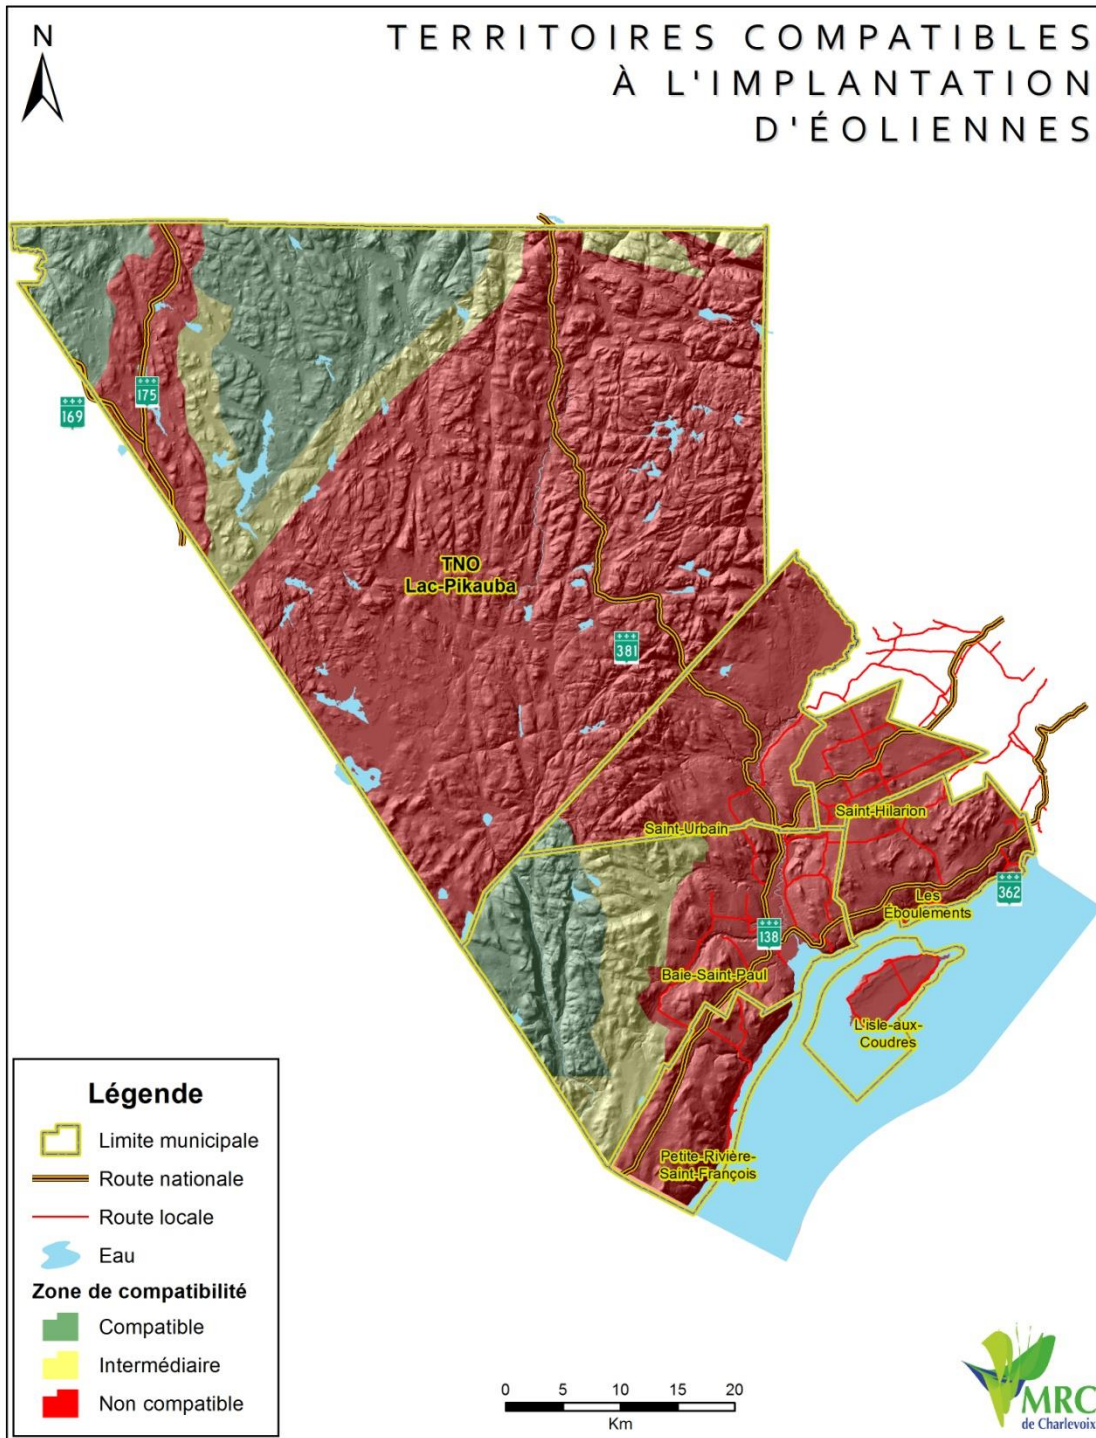 N
TERRITOIRES COMPATIBLES
À L'IMPLANTATION
D'ÉOLIENNES
175
169
TNO
Lac-Pikauba
381
Saint-Urbain
Saint-Hilarion
362
Les
Éboulements
138
Baie-Saint-Paul
L'isle-aux-
Coudres
Petite-Rivière-
Saint-François
Légende
Limite municipale
Route nationale
Route locale
Eau
Zone de compatibilité
Compatible
Intermédiaire
Non compatible
0 5 10 15 20
Km
MRC
de Charlevoix